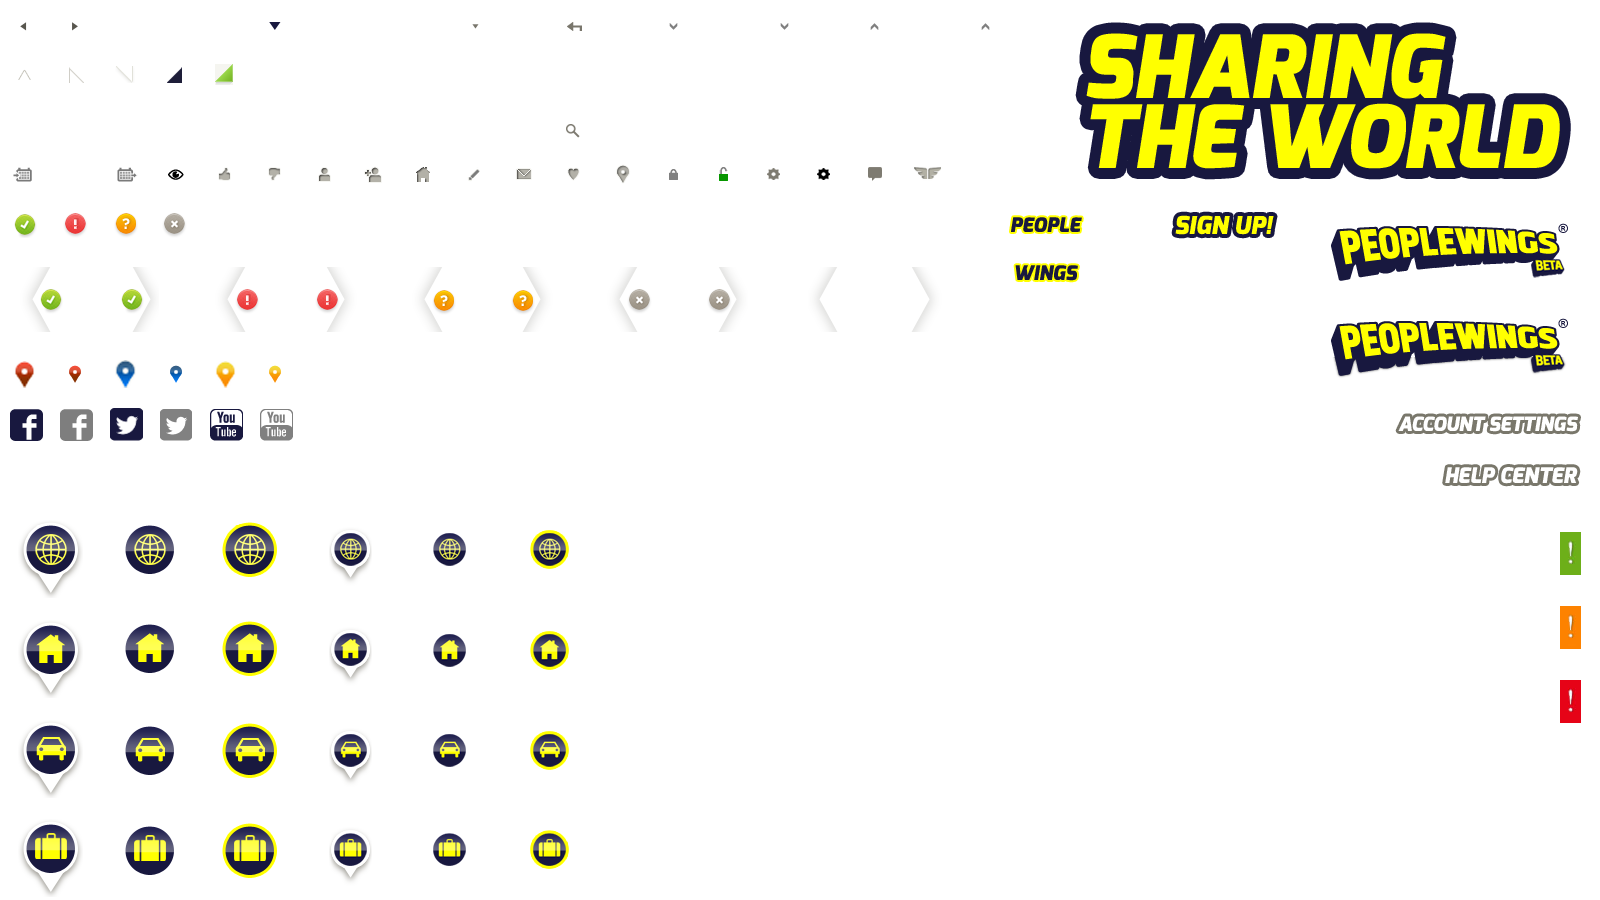 SHARING
THE WORLD
PEOPLE
SIGN UP!
WINGS
PEOPLEWINGS®
BETA
PEOPLEWINGS®
BETA
You
Tube
You
Tube
ACCOUNT SETTINGS
HELP CENTER
!
!
!